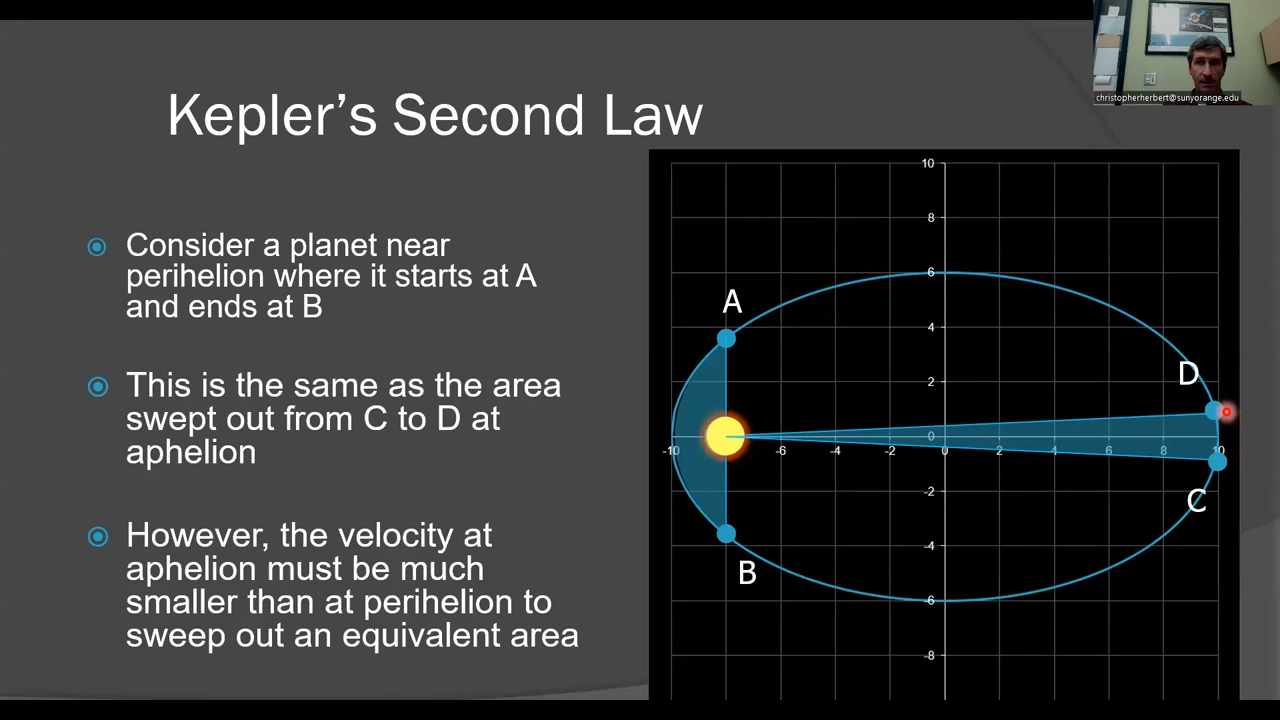 christopherherbert@sunyorange.edu
Kepler's Second Law
Consider a planet near
perihelion where it starts at A
and ends at B
This is the same as the area
swept out from C to D at
aphelion
However, the velocity at
aphelion must be much
smaller than at perihelion to
sweep out an equivalent area
10
8
6
A
4
D
2
-10 -6 -4 -2 0 2 4 6 8 10
-2
C
-4
B
-6
-8